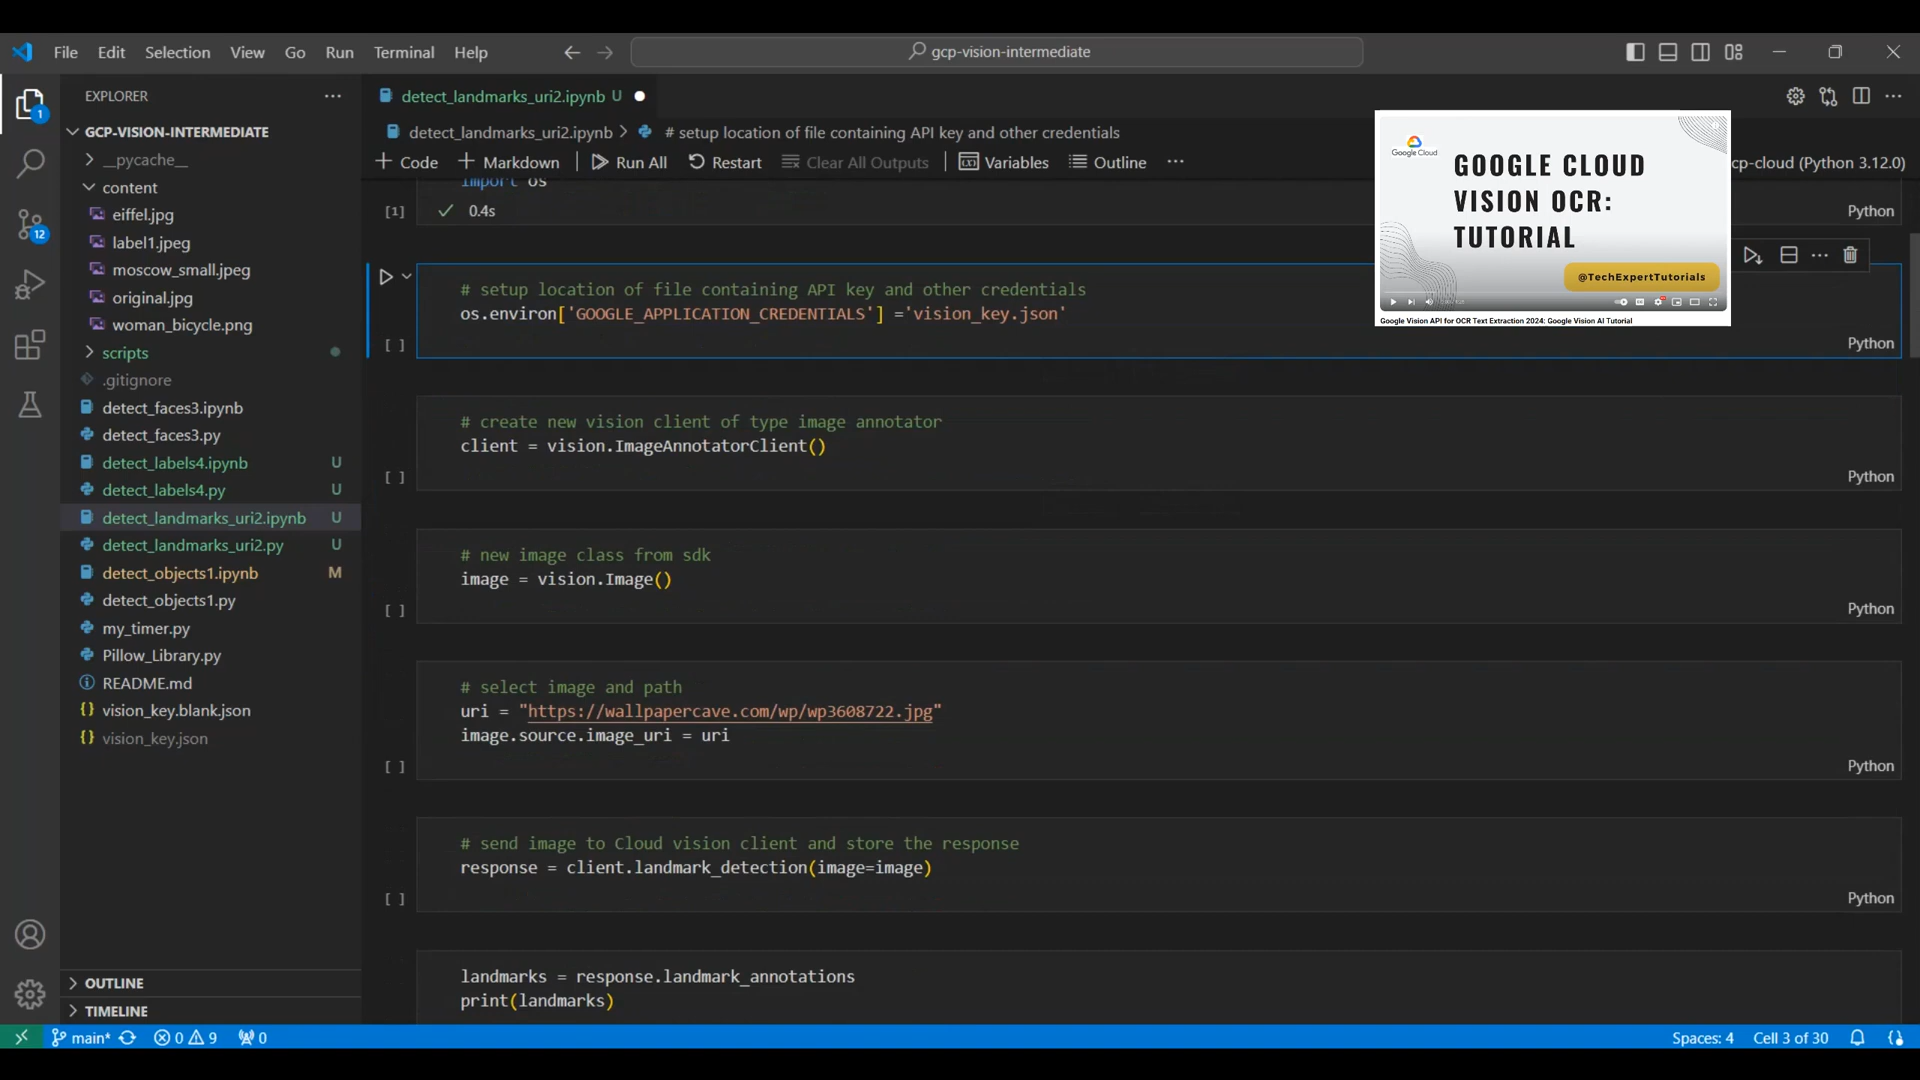 File Edit Selection View Go Run Terminal Help
gcp-vision-intermediate
EXPLORER
1
GCP-VISION-INTERMEDIATE
__pycache__
content
eiffel.jpg
12
label1.jpeg
moscow_small.jpeg
original.jpg
woman_bicycle.png
scripts
.gitignore
detect_faces3.ipynb
detect_faces3.py
detect_labels4.ipynb U
detect_labels4.py U
detect_landmarks_uri2.ipynb U
detect_landmarks_uri2.py U
detect_objects1.ipynb M
detect_objects1.py
my_timer.py
Pillow_Library.py
README.md
vision_key.blank.json
vision_key.json
OUTLINE
TIMELINE
detect_landmarks_uri2.ipynb U
detect_landmarks_uri2.ipynb > # setup location of file containing API key and other credentials
+ Code + Markdown | Run All Restart Clear All Outputs | Variables Outline ...
cp-cloud (Python 3.12.0)
import os
[1] ✓ 0.4s
Python
# setup location of file containing API key and other credentials
os.environ['GOOGLE_APPLICATION_CREDENTIALS'] ='vision_key.json'
[ ]
Python
# create new vision client of type image annotator
client = vision.ImageAnnotatorClient()
[ ]
Python
# new image class from sdk
image = vision.Image()
[ ]
Python
# select image and path
uri = "https://wallpapercave.com/wp/wp3608722.jpg"
image.source.image_uri = uri
[ ]
Python
# send image to Cloud vision client and store the response
response = client.landmark_detection(image=image)
[ ]
Python
landmarks = response.landmark_annotations
print(landmarks)
Google Cloud
GOOGLE CLOUD
VISION OCR:
TUTORIAL
@TechExpertTutorials
Google Vision API for OCR Text Extraction 2024: Google Vision AI Tutorial
main* 0 9 0
Spaces: 4 Cell 3 of 30